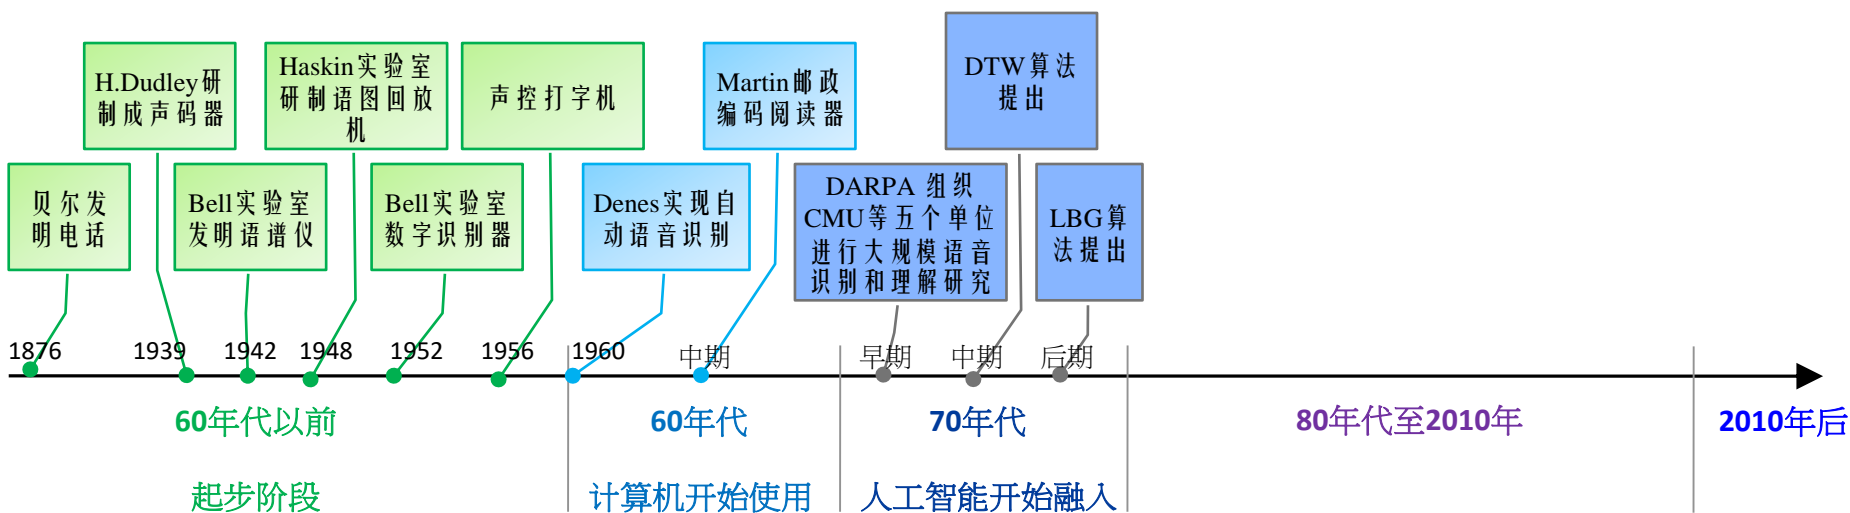 H.Dudley研
制成声码器
Haskin实验室
研制语图回放
机
声控打字机
Martin邮政
编码阅读器
DTW算法
提出
贝尔发
明电话
Bell实验室
发明语谱仪
Bell实验室
数字识别器
Denes实现自
动语音识别
DARPA 组织
CMU等五个单位
进行大规模语音
识别和理解研究
LBG算
法提出
1876
1939
1942
1948
1952
1956
1960
中期
早期
中期
后期
60年代以前
60年代
70年代
80年代至2010年
2010年后
起步阶段
计算机开始使用
人工智能开始融入